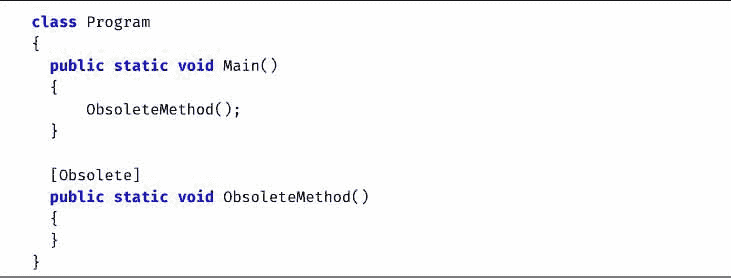 class Program
{
  public static void Main()
  {
      ObsoleteMethod();
  }

  [Obsolete]
  public static void ObsoleteMethod()
  {
  }
}